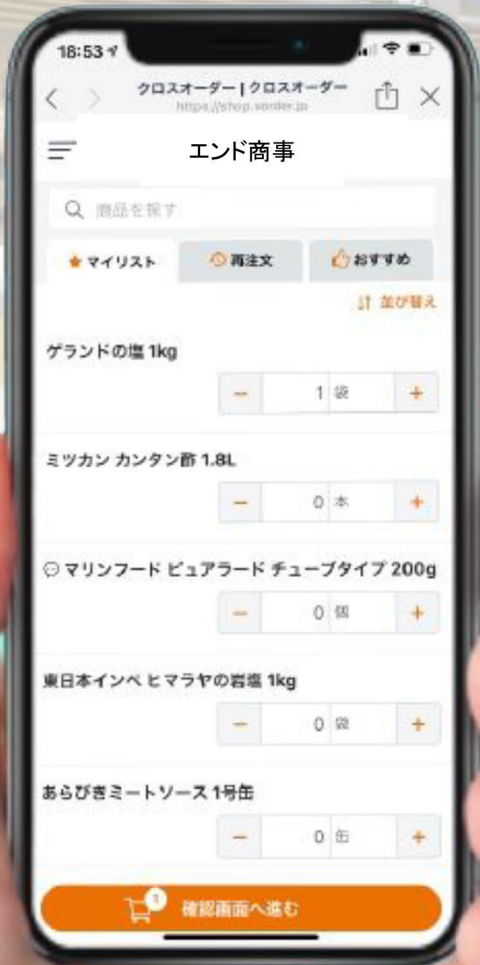 18:53
クロスオーダー | クロスオーダー
https://shop.xorder.jp
エンド商事
商品を探す
マイリスト
再注文
おすすめ
並び替え
ゲランドの塩 1kg
− 1 袋 +
ミツカン カンタン酢 1.8L
− 0 本 +
マリンフード ピュアラード チューブタイプ 200g
− 0 個 +
東日本インペ ヒマラヤの岩塩 1kg
− 0 袋 +
あらびきミートソース 1号缶
− 0 缶 +
1
確認画面へ進む